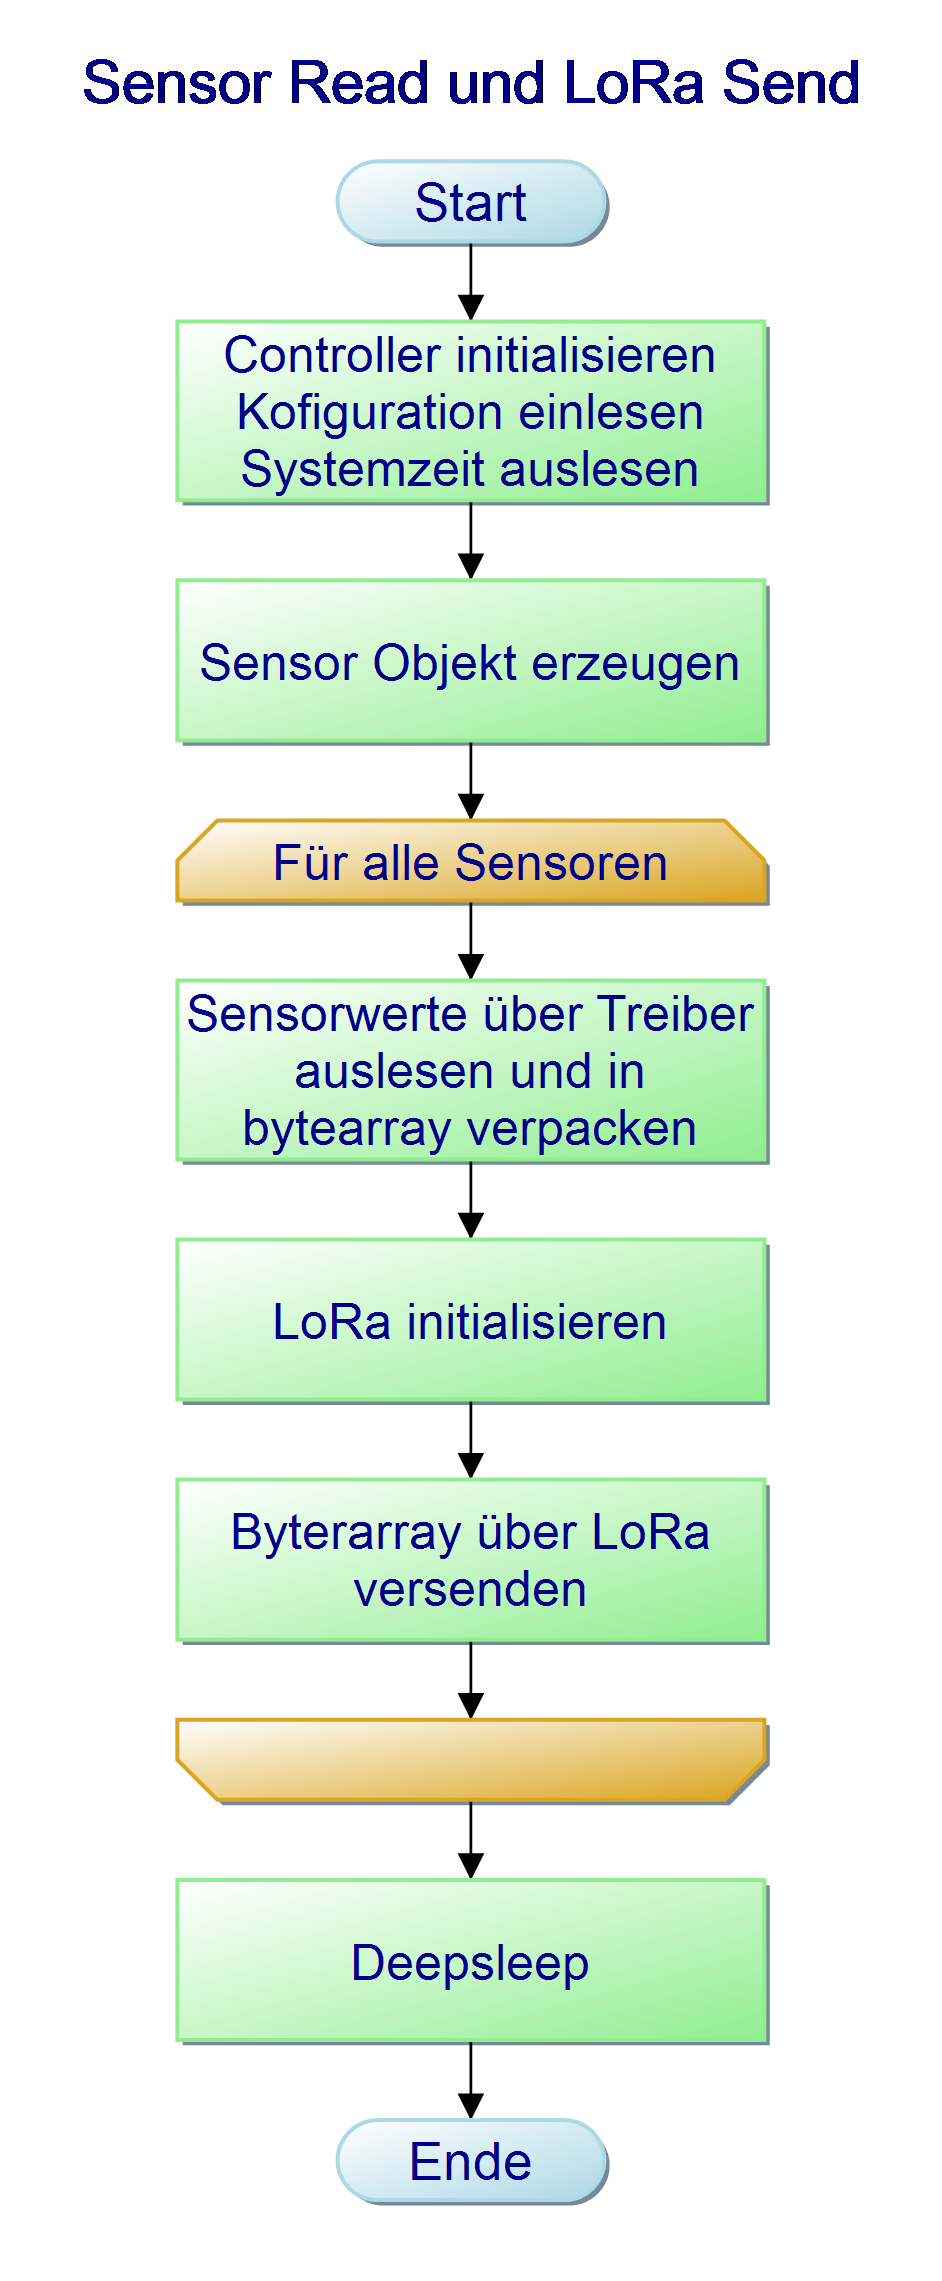 Sensor Read und LoRa Send
Start
Controller initialisieren
Kofiguration einlesen
Systemzeit auslesen
Sensor Objekt erzeugen
Für alle Sensoren
Sensorwerte über Treiber
auslesen und in
bytearray verpacken
LoRa initialisieren
Byterarray über LoRa
versenden
Deepsleep
Ende